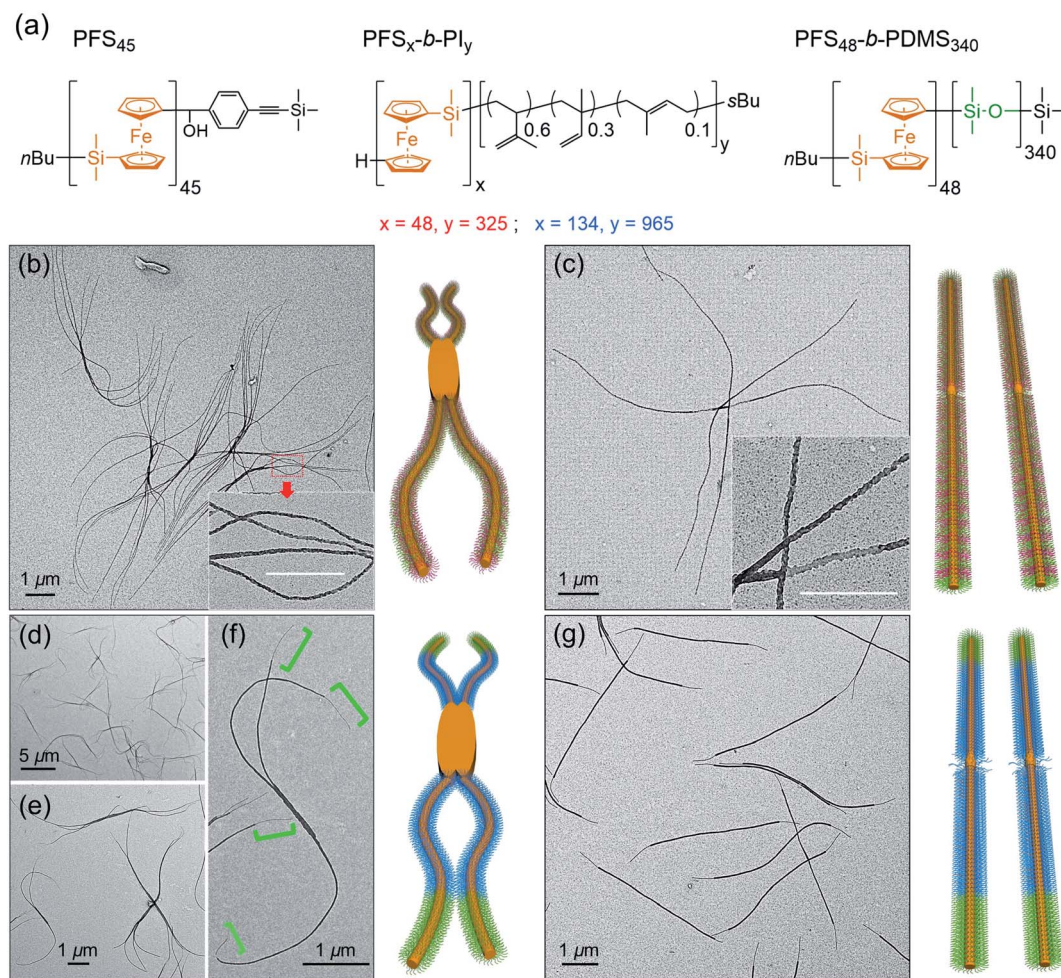 (a)
PFS45
PFSx-b-PIy
PFS48-b-PDMS340
Si
Fe
OH
Si
nBu
45
Si
Fe
H
x
0.6
0.3
0.1
sBu
y
Si
Fe
nBu
48
Si-O
340
Si
x = 48, y = 325 ; x = 134, y = 965
(b)
1 µm
(c)
1 µm
(d)
5 µm
(e)
1 µm
(f)
1 µm
(g)
1 µm